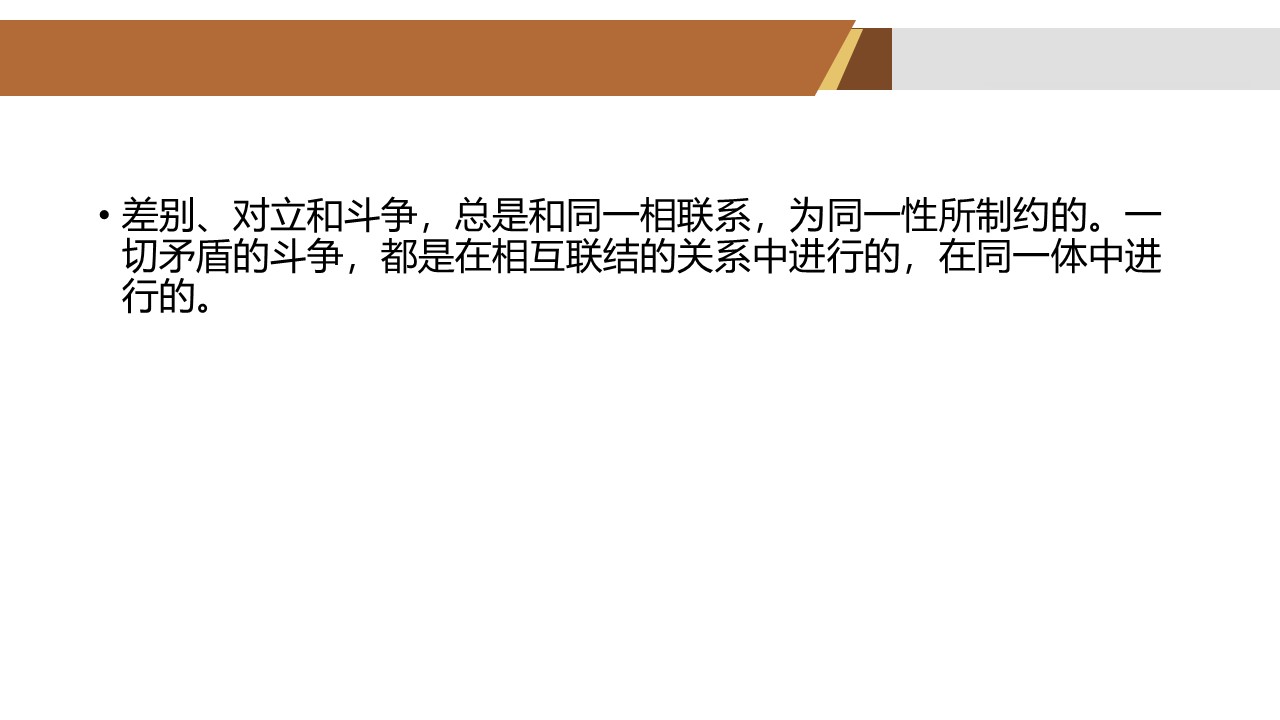 • 差别、对立和斗争，总是和同一相联系，为同一性所制约的。一
切矛盾的斗争，都是在相互联结的关系中进行的，在同一体中进
行的。